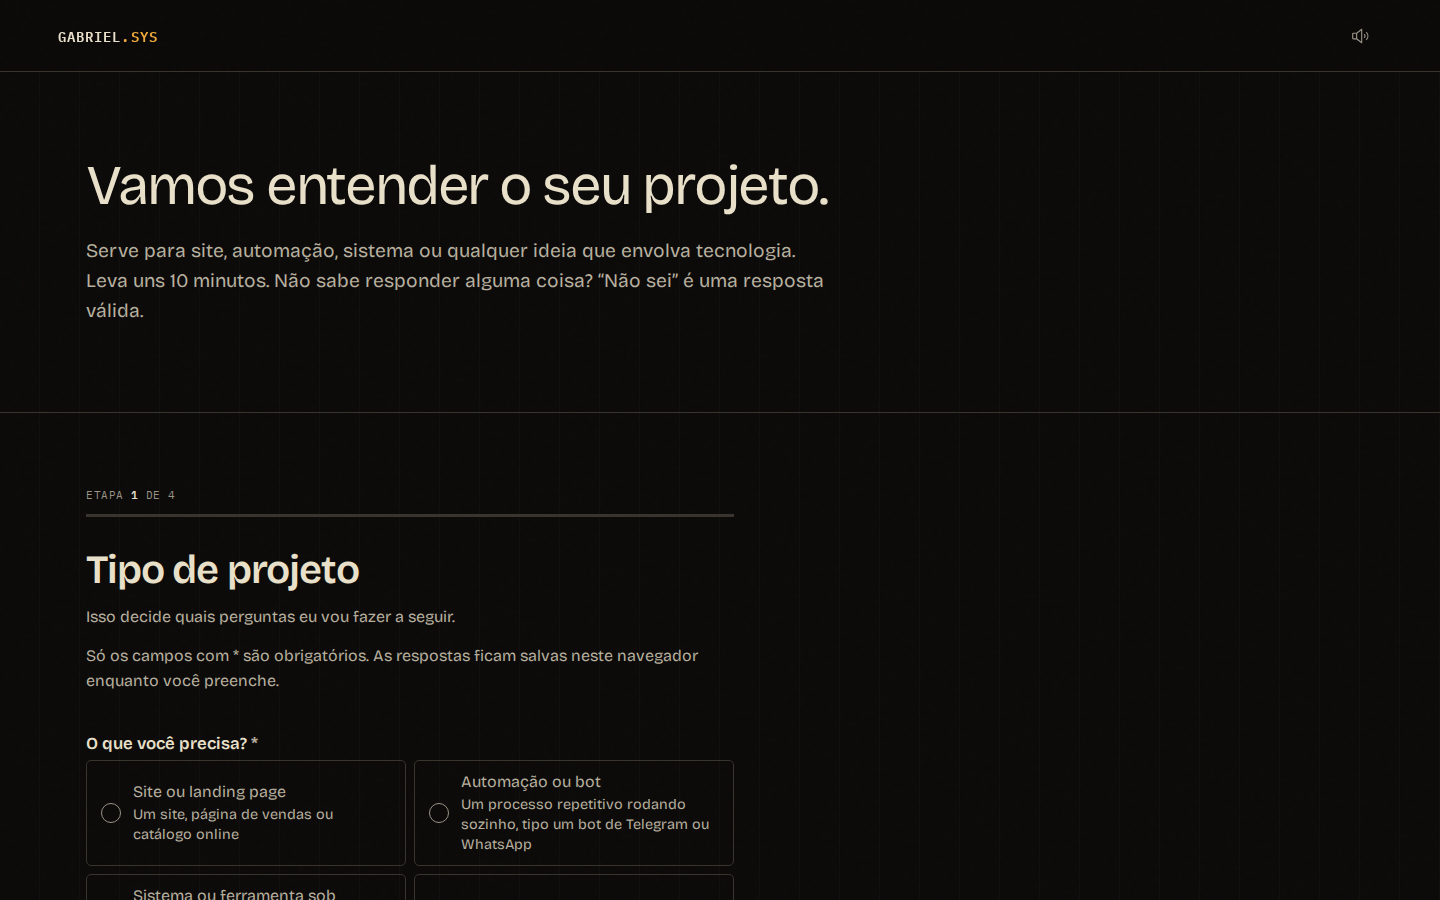 GABRIEL.SYS
Vamos entender o seu projeto.
Serve para site, automação, sistema ou qualquer ideia que envolva tecnologia.
Leva uns 10 minutos. Não sabe responder alguma coisa? “Não sei” é uma resposta
válida.
ETAPA 1 DE 4
Tipo de projeto
Isso decide quais perguntas eu vou fazer a seguir.
Só os campos com * são obrigatórios. As respostas ficam salvas neste navegador
enquanto você preenche.
O que você precisa? *
Site ou landing page
Um site, página de vendas ou
catálogo online
Automação ou bot
Um processo repetitivo rodando
sozinho, tipo um bot de Telegram ou
WhatsApp
Sistema ou ferramenta sob